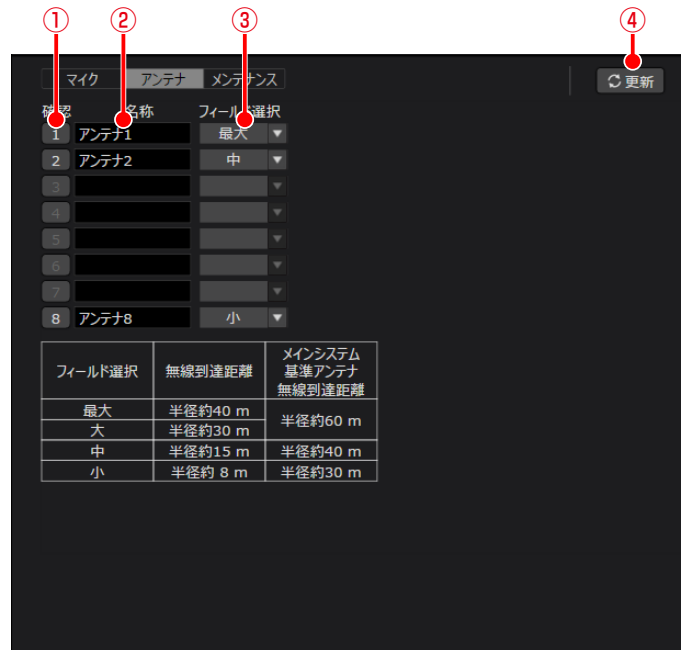 ① ② ③ ④
マイク アンテナ メンテナンス 更新
確認 名称 フィールド選択
1 アンテナ1 最大
2 アンテナ2 中
3
4
5
6
7
8 アンテナ8 小
フィールド選択 無線到達距離 メインシステム
基準アンテナ
無線到達距離
最大 半径約40 m 半径約60 m
大 半径約30 m
中 半径約15 m 半径約40 m
小 半径約 8 m 半径約30 m